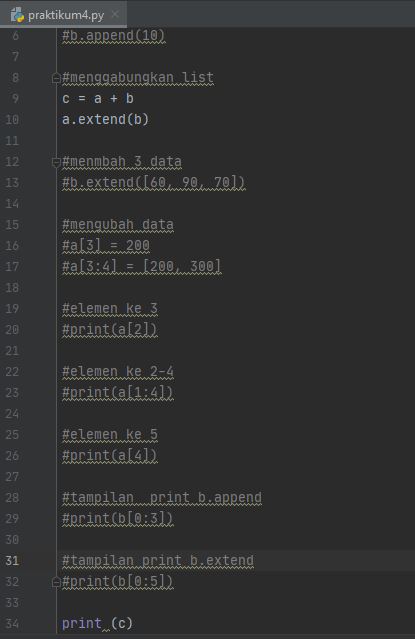 praktikum4.py
6 #b.append(10)
7
8 #menggabungkan list
9 c = a + b
10 a.extend(b)
11
12 #menmbah 3 data
13 #b.extend([60, 90, 70])
14
15 #mengubah data
16 #a[3] = 200
17 #a[3:4] = [200, 300]
18
19 #elemen ke 3
20 #print(a[2])
21
22 #elemen ke 2-4
23 #print(a[1:4])
24
25 #elemen ke 5
26 #print(a[4])
27
28 #tampilan  print b.append
29 #print(b[0:3])
30
31 #tampilan print b.extend
32 #print(b[0:5])
33
34 print (c)